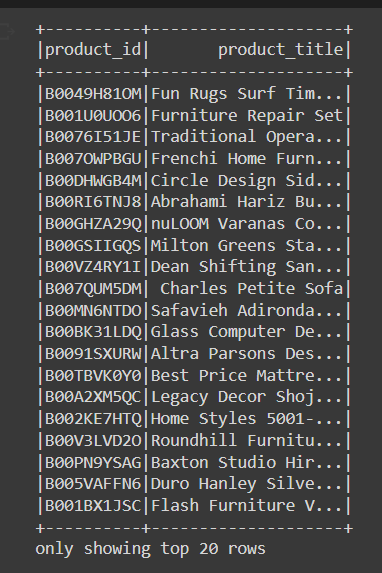 +----------+--------------------+
|product_id|       product_title|
+----------+--------------------+
|B0049H81OM|Fun Rugs Surf Tim...|
|B001U0UOO6|Furniture Repair Set|
|B0076I51JE|Traditional Opera...|
|B007OWPBGU|Frenchi Home Furn...|
|B00DHWGB4M|Circle Design Sid...|
|B00RI6TNJ8|Abrahami Hariz Bu...|
|B00GHZA29Q|nuLOOM Varanas Co...|
|B00GSIIGQS|Milton Greens Sta...|
|B00VZ4RY1I|Dean Shifting San...|
|B007QUM5DM| Charles Petite Sofa|
|B00MN6NTDO|Safavieh Adironda...|
|B00BK31LDQ|Glass Computer De...|
|B0091SXURW|Altra Parsons Des...|
|B00TBVK0Y0|Best Price Mattre...|
|B00A2XM5QC|Legacy Decor Shoj...|
|B002KE7HTQ|Home Styles 5001-...|
|B00V3LVD2O|Roundhill Furnitu...|
|B00PN9YSAG|Baxton Studio Hir...|
|B005VAFFN6|Duro Hanley Silve...|
|B001BX1JSC|Flash Furniture V...|
+----------+--------------------+
only showing top 20 rows